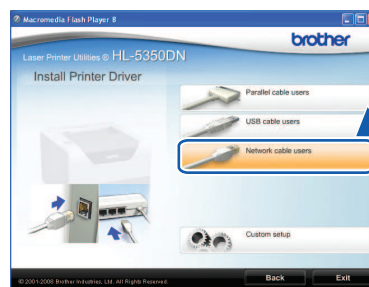 Macromedia Flash Player 8
brother
Laser Printer Utilities @ HL-5350DN
Install Printer Driver
Parallel cable users
USB cable users
Network cable users
Custom setup
© 2001-2008 Brother Industries, Ltd. All Rights Reserved.
Back
Exit